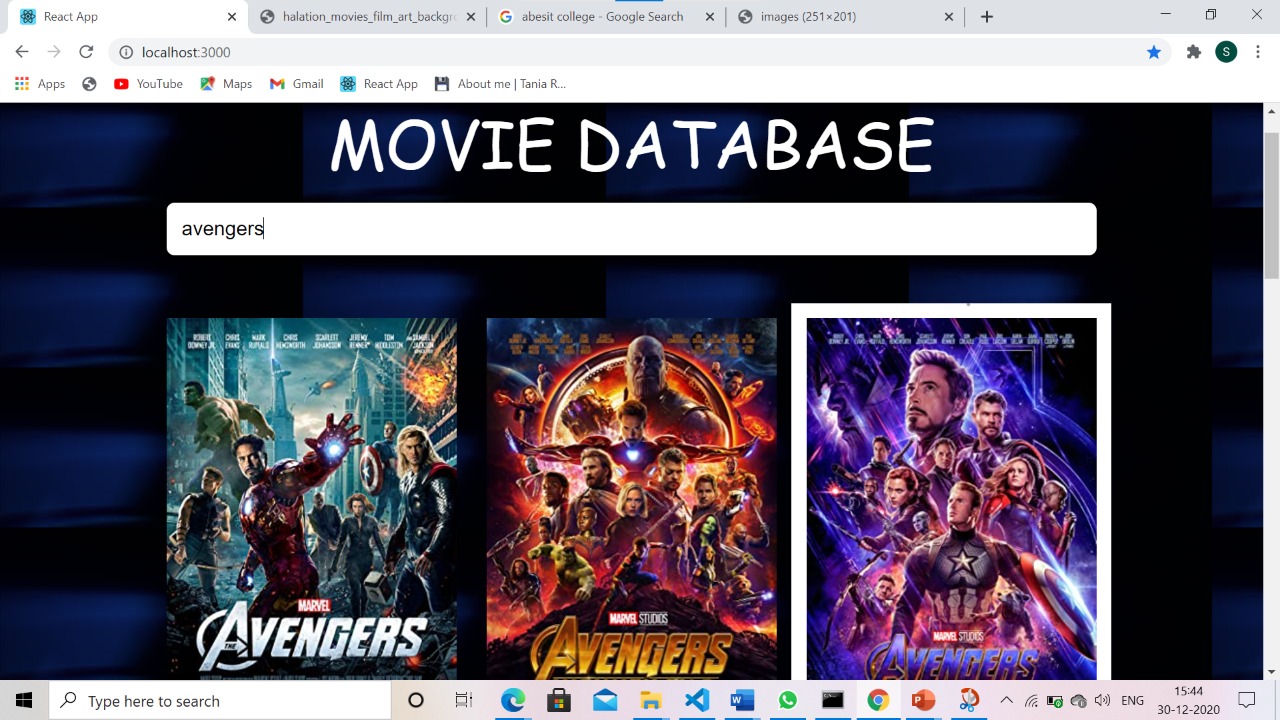 React App
halation_movies_film_art_backgro
abesit college - Google Search
images (251×201)
localhost:3000
S
Apps
YouTube
Maps
Gmail
React App
About me | Tania R...
MOVIE DATABASE
avengers
ROBERT DOWNEY JR. CHRIS EVANS MARK RUFFALO CHRIS HEMSWORTH SCARLETT JOHANSSON JEREMY RENNER TOM HIDDLESTON AND SAMUEL L. JACKSON
MARVEL
THE AVENGERS
MARVEL STUDIOS
AVENGERS
MARVEL STUDIOS
AVENGERS
Type here to search
ENG
15:44
30-12-2020